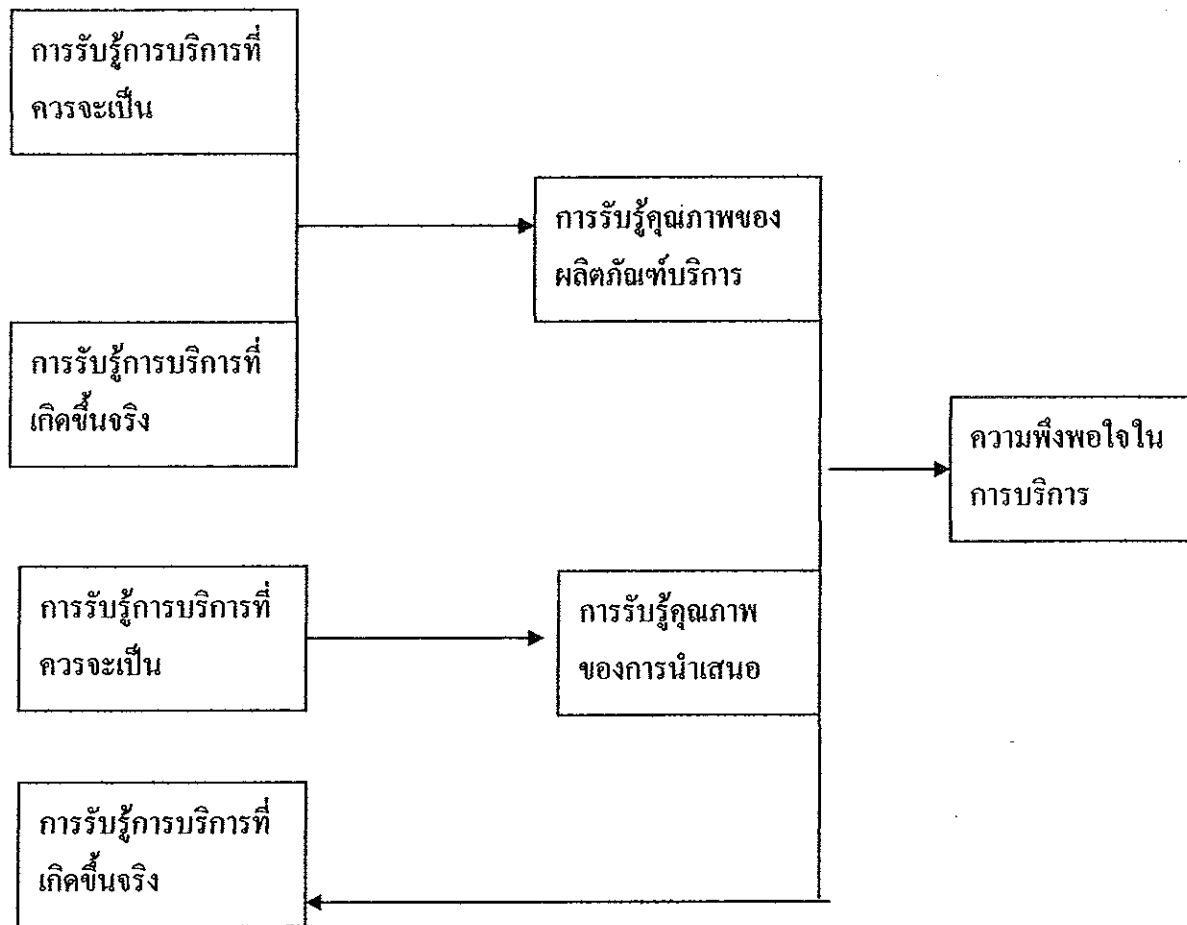 การรับรู้การบริการที่
ควรจะเป็น
การรับรู้คุณภาพของ
ผลิตภัณฑ์บริการ
การรับรู้การบริการที่
เกิดขึ้นจริง
ความพึงพอใจใน
การบริการ
การรับรู้การบริการที่
ควรจะเป็น
การรับรู้คุณภาพ
ของการนำเสนอ
การรับรู้การบริการที่
เกิดขึ้นจริง